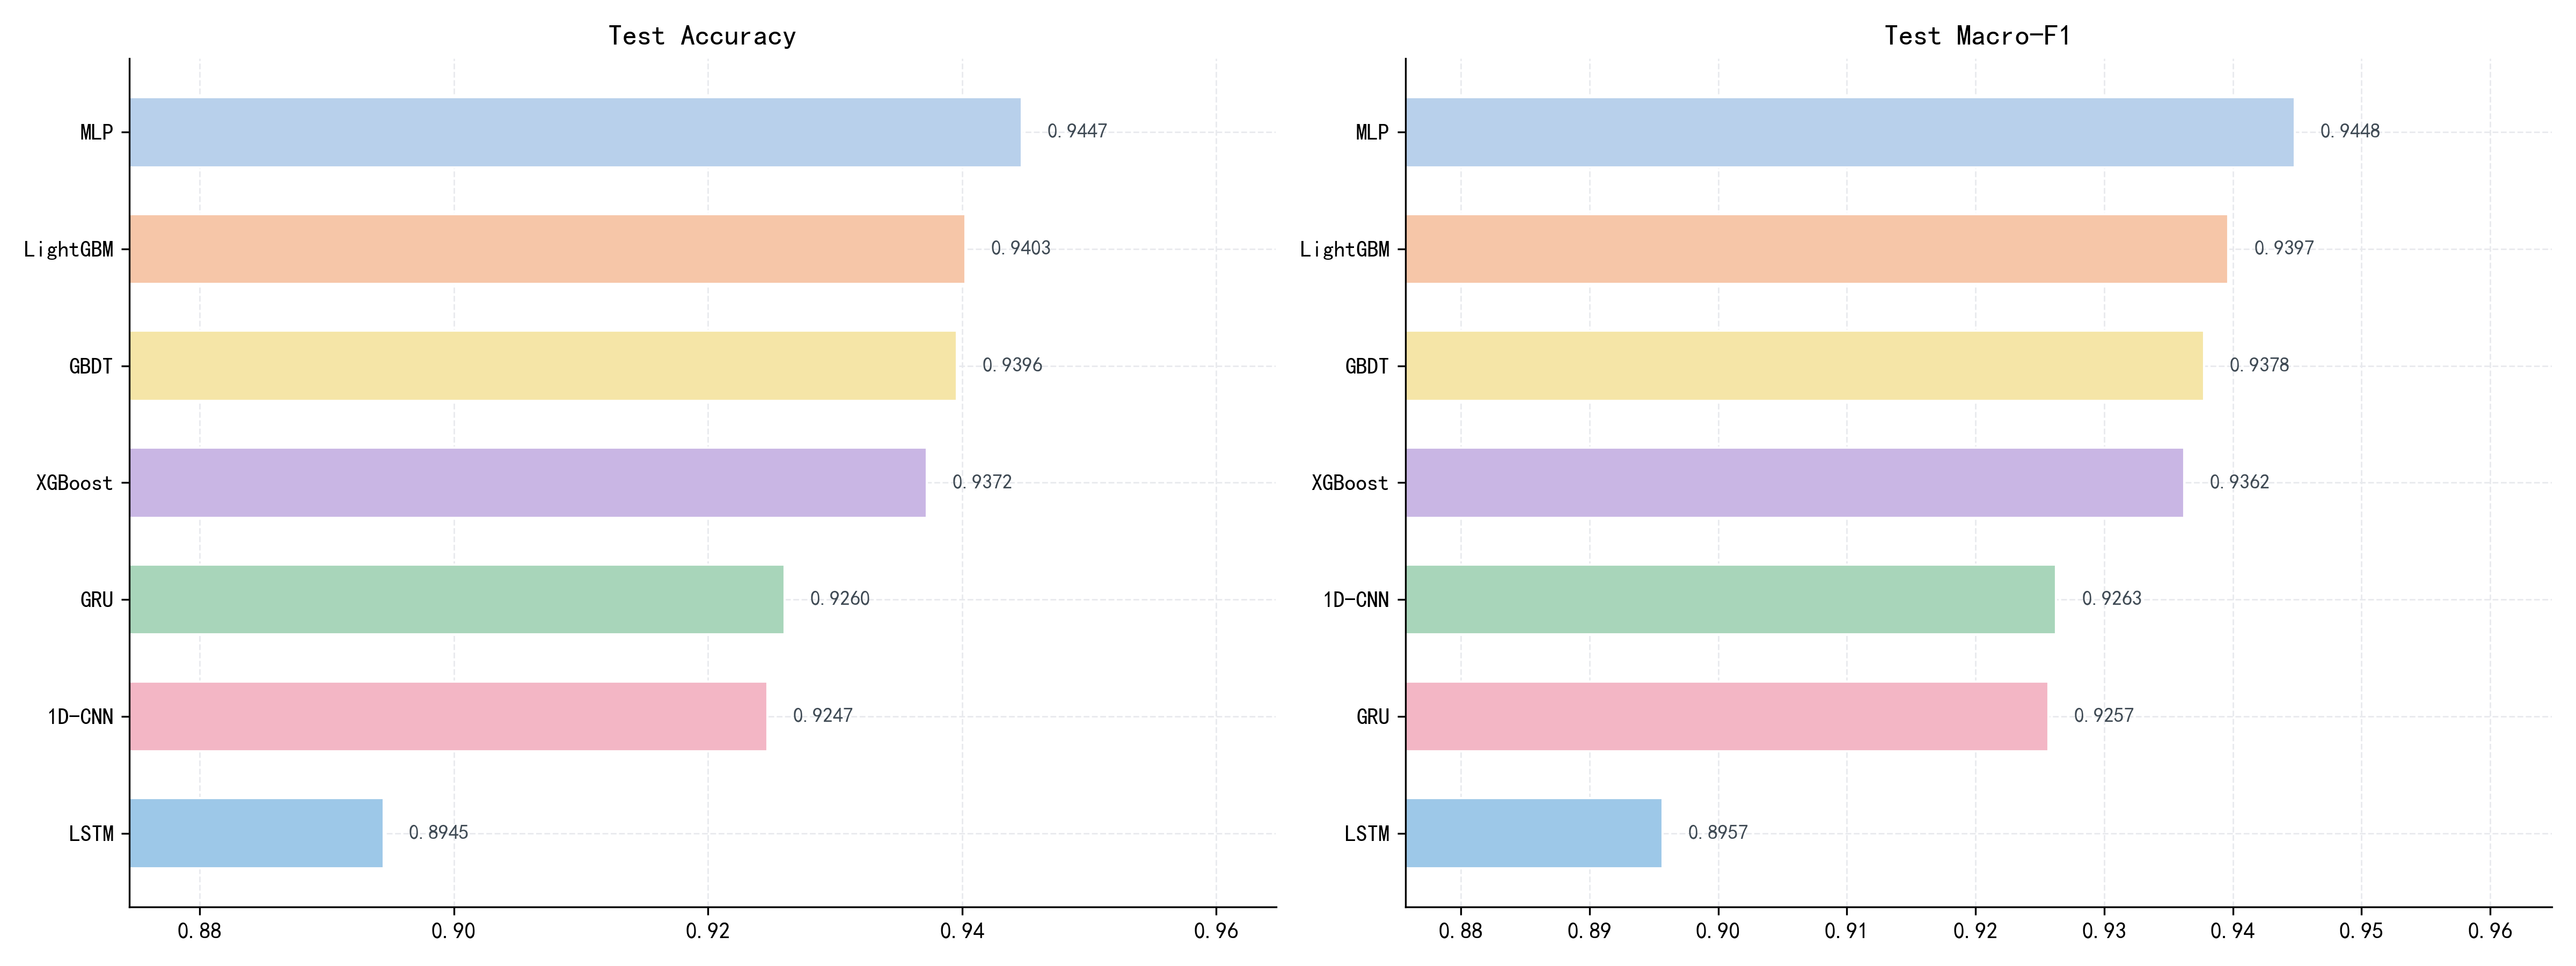 Test Accuracy
MLP
0.9447
LightGBM
0.9403
GBDT
0.9396
XGBoost
0.9372
GRU
0.9260
1D-CNN
0.9247
LSTM
0.8945
0.88 0.90 0.92 0.94 0.96
Test Macro-F1
MLP
0.9448
LightGBM
0.9397
GBDT
0.9378
XGBoost
0.9362
1D-CNN
0.9263
GRU
0.9257
LSTM
0.8957
0.88 0.89 0.90 0.91 0.92 0.93 0.94 0.95 0.96